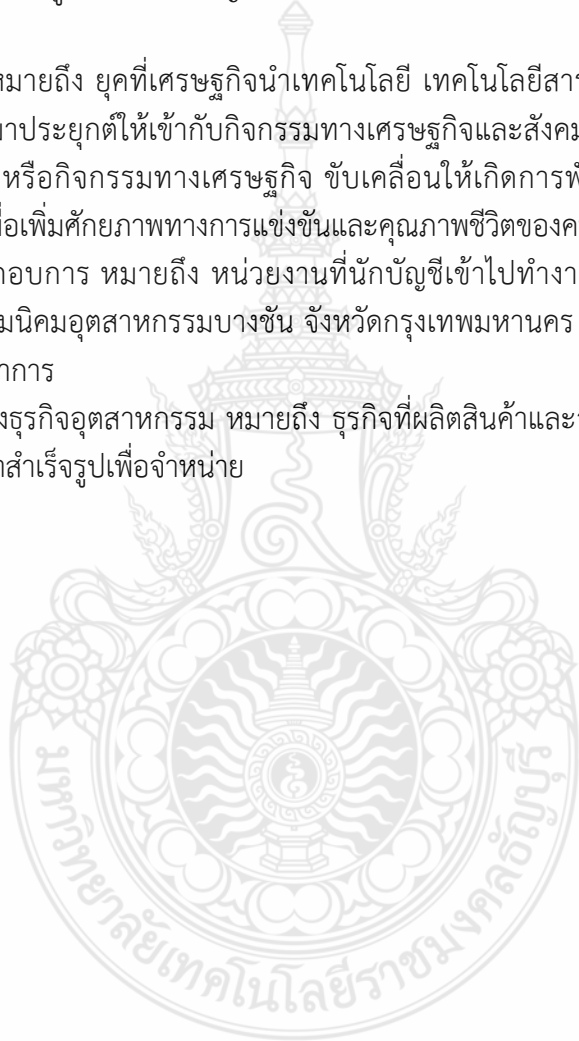 หมายถึง ยุคที่เศรษฐกิจนำเทคโนโลยี เทคโนโลยีสาร
มาประยุกต์ให้เข้ากับกิจกรรมทางเศรษฐกิจและสังคม
หรือกิจกรรมทางเศรษฐกิจ ขับเคลื่อนให้เกิดการพั
พื่อเพิ่มศักยภาพทางการแข่งขันและคุณภาพชีวิตของค
กอบการ หมายถึง หน่วยงานที่นักบัญชีเข้าไปทำงา
มนิคมอุตสาหกรรมบางชัน จังหวัดกรุงเทพมหานคร
าการ
งธุรกิจอุตสาหกรรม หมายถึง ธุรกิจที่ผลิตสินค้าและ
าสำเร็จรูปเพื่อจำหน่าย
มหาวิทยาลัยเทคโนโลยีราชมงคลธัญบุรี